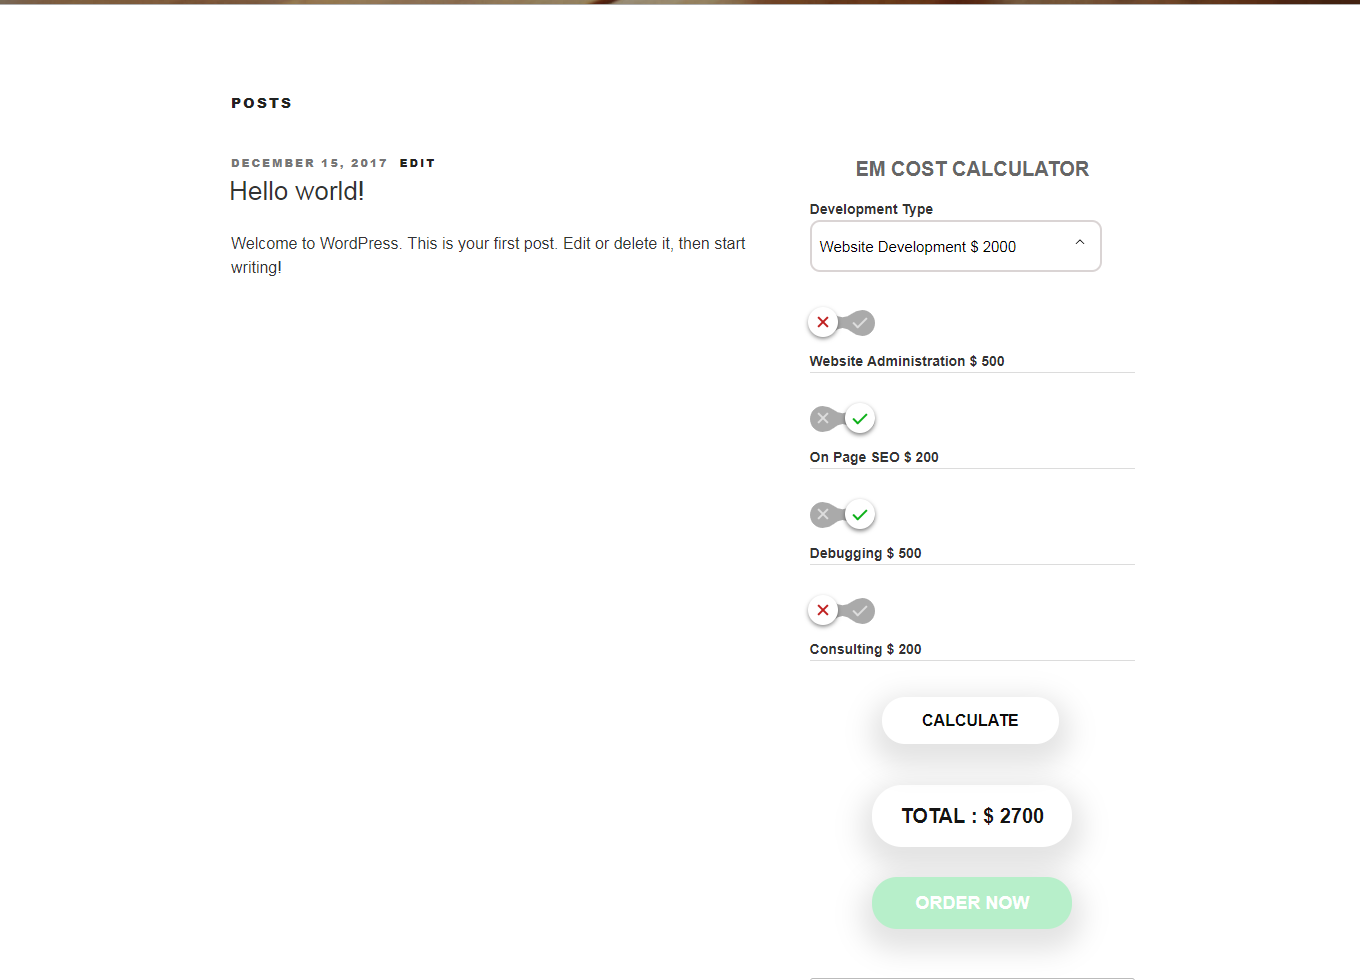 POSTS
DECEMBER 15, 2017 EDIT
Hello world!
Welcome to WordPress. This is your first post. Edit or delete it, then start
writing!
EM COST CALCULATOR
Development Type
Website Development $ 2000
Website Administration $ 500
On Page SEO $ 200
Debugging $ 500
Consulting $ 200
CALCULATE
TOTAL : $ 2700
ORDER NOW